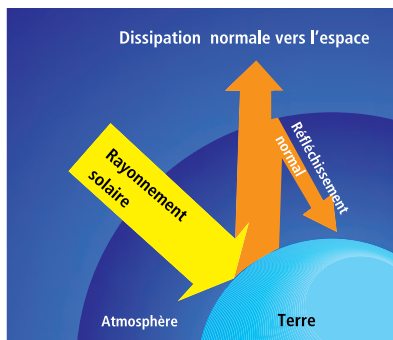 Dissipation normale vers l'espace
Rayonnement
solaire
Réfléchissement
normal
Atmosphère
Terre